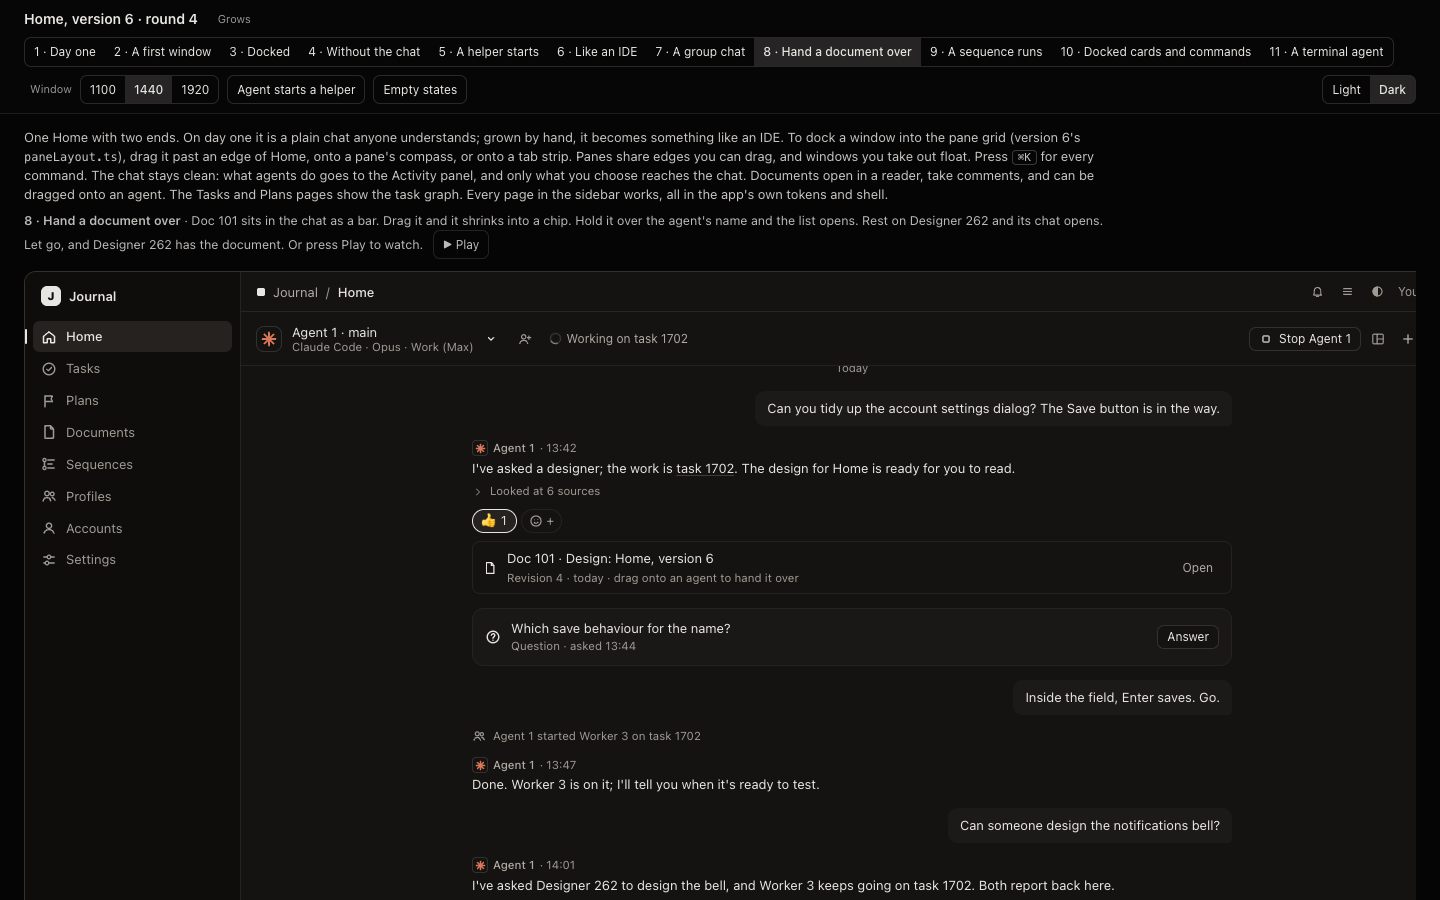 Home, version 6 · round 4 Grows
1 · Day one 2 · A first window 3 · Docked 4 · Without the chat 5 · A helper starts 6 · Like an IDE 7 · A group chat 8 · Hand a document over 9 · A sequence runs 10 · Docked cards and commands 11 · A terminal agent
Window 1100 1440 1920 Agent starts a helper Empty states Light Dark
One Home with two ends. On day one it is a plain chat anyone understands; grown by hand, it becomes something like an IDE. To dock a window into the pane grid (version 6's
paneLayout.ts), drag it past an edge of Home, onto a pane's compass, or onto a tab strip. Panes share edges you can drag, and windows you take out float. Press ⌘K for every
command. The chat stays clean: what agents do goes to the Activity panel, and only what you choose reaches the chat. Documents open in a reader, take comments, and can be
dragged onto an agent. The Tasks and Plans pages show the task graph. Every page in the sidebar works, all in the app's own tokens and shell.
8 · Hand a document over · Doc 101 sits in the chat as a bar. Drag it and it shrinks into a chip. Hold it over the agent's name and the list opens. Rest on Designer 262 and its chat opens.
Let go, and Designer 262 has the document. Or press Play to watch. Play
J Journal
Home
Tasks
Plans
Documents
Sequences
Profiles
Accounts
Settings
Journal / Home You
Agent 1 · main
Claude Code · Opus · Work (Max)
Working on task 1702
Stop Agent 1
Today
Can you tidy up the account settings dialog? The Save button is in the way.
Agent 1 · 13:42
I've asked a designer; the work is task 1702. The design for Home is ready for you to read.
Looked at 6 sources
👍 1 +
Doc 101 · Design: Home, version 6
Revision 4 · today · drag onto an agent to hand it over
Open
Which save behaviour for the name?
Question · asked 13:44
Answer
Inside the field, Enter saves. Go.
Agent 1 started Worker 3 on task 1702
Agent 1 · 13:47
Done. Worker 3 is on it; I'll tell you when it's ready to test.
Can someone design the notifications bell?
Agent 1 · 14:01
I've asked Designer 262 to design the bell, and Worker 3 keeps going on task 1702. Both report back here.